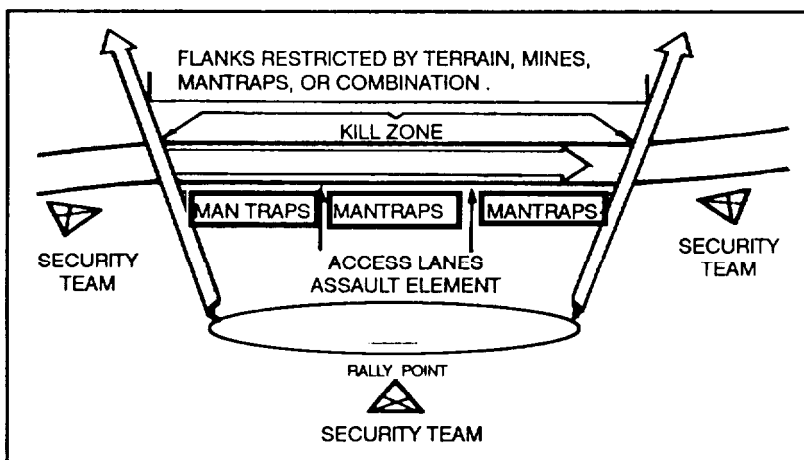 FLANKS RESTRICTED BY TERRAIN, MINES,
MANTRAPS, OR COMBINATION .
KILL ZONE
MAN TRAPS
MANTRAPS
MANTRAPS
SECURITY
TEAM
ACCESS LANES
ASSAULT ELEMENT
SECURITY
TEAM
RALLY POINT
SECURITY TEAM